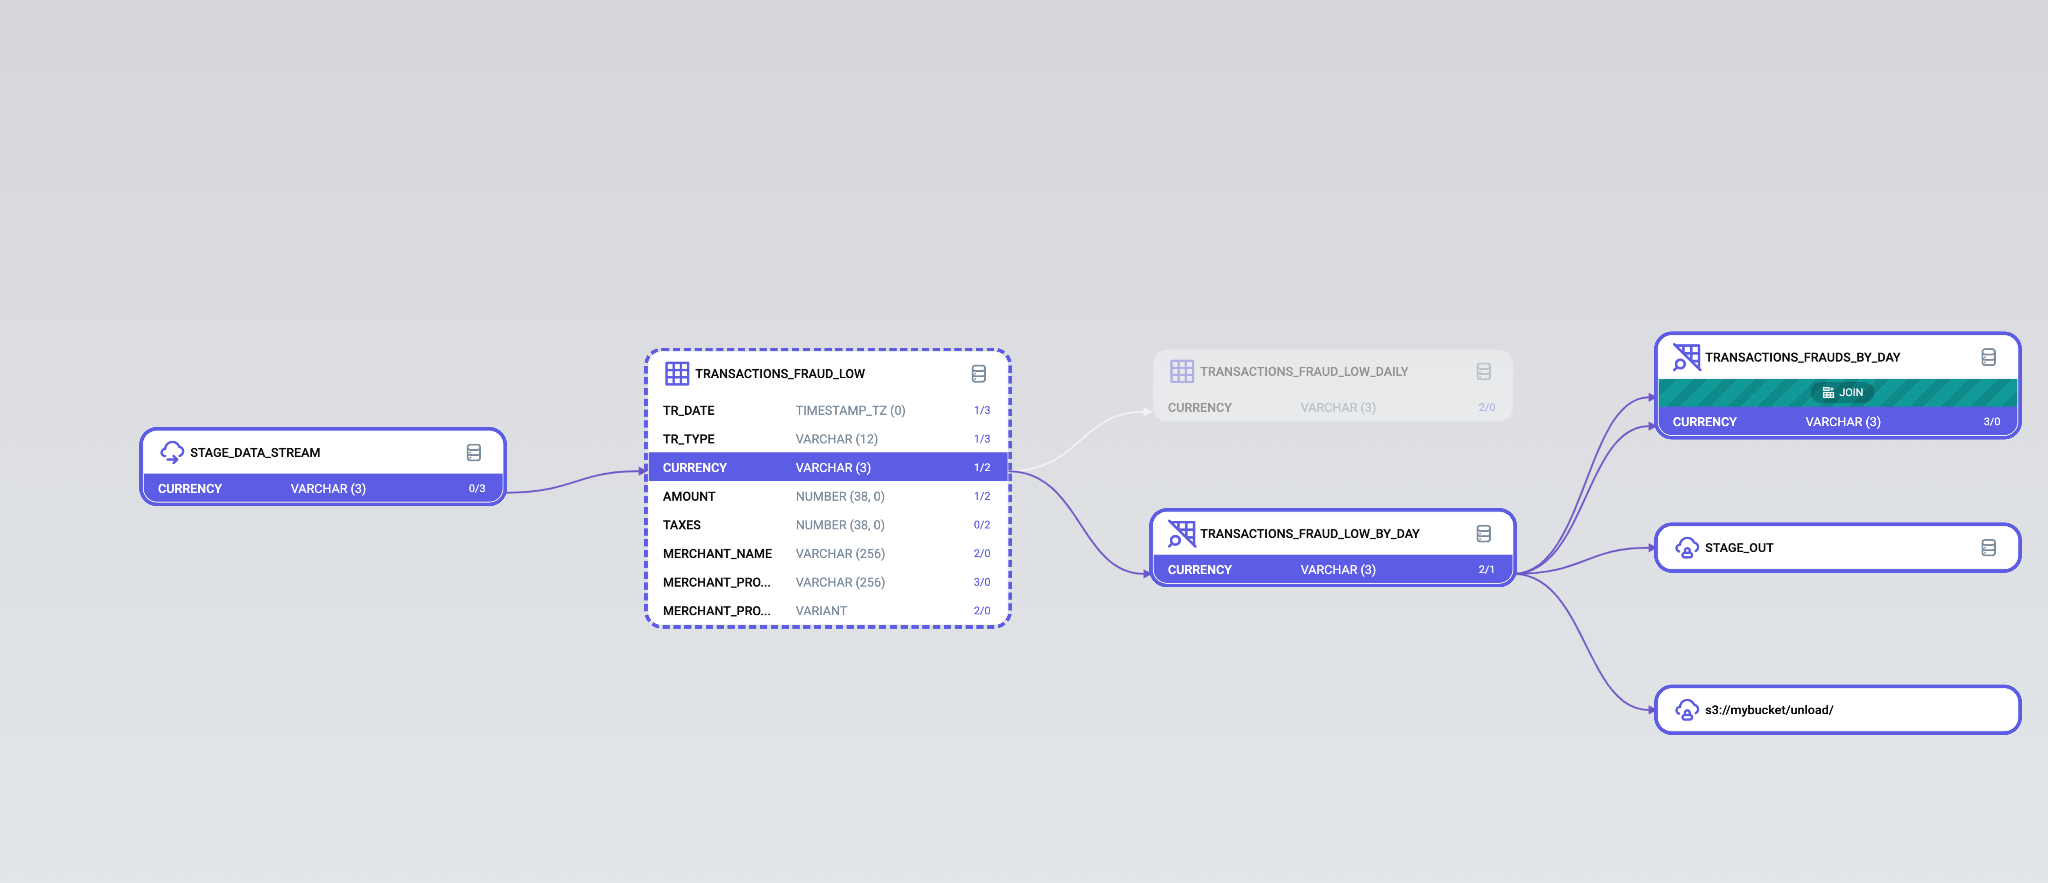 STAGE_DATA_STREAM
CURRENCY VARCHAR (3) 0/3
TRANSACTIONS_FRAUD_LOW
TR_DATE TIMESTAMP_TZ (0) 1/3
TR_TYPE VARCHAR (12) 1/3
CURRENCY VARCHAR (3) 1/2
AMOUNT NUMBER (38, 0) 1/2
TAXES NUMBER (38, 0) 0/2
MERCHANT_NAME VARCHAR (256) 2/0
MERCHANT_PRO... VARCHAR (256) 3/0
MERCHANT_PRO... VARIANT 2/0
TRANSACTIONS_FRAUD_LOW_DAILY
CURRENCY VARCHAR (3) 2/0
TRANSACTIONS_FRAUD_LOW_BY_DAY
CURRENCY VARCHAR (3) 2/1
TRANSACTIONS_FRAUDS_BY_DAY
JOIN
CURRENCY VARCHAR (3) 3/0
STAGE_OUT
s3://mybucket/unload/